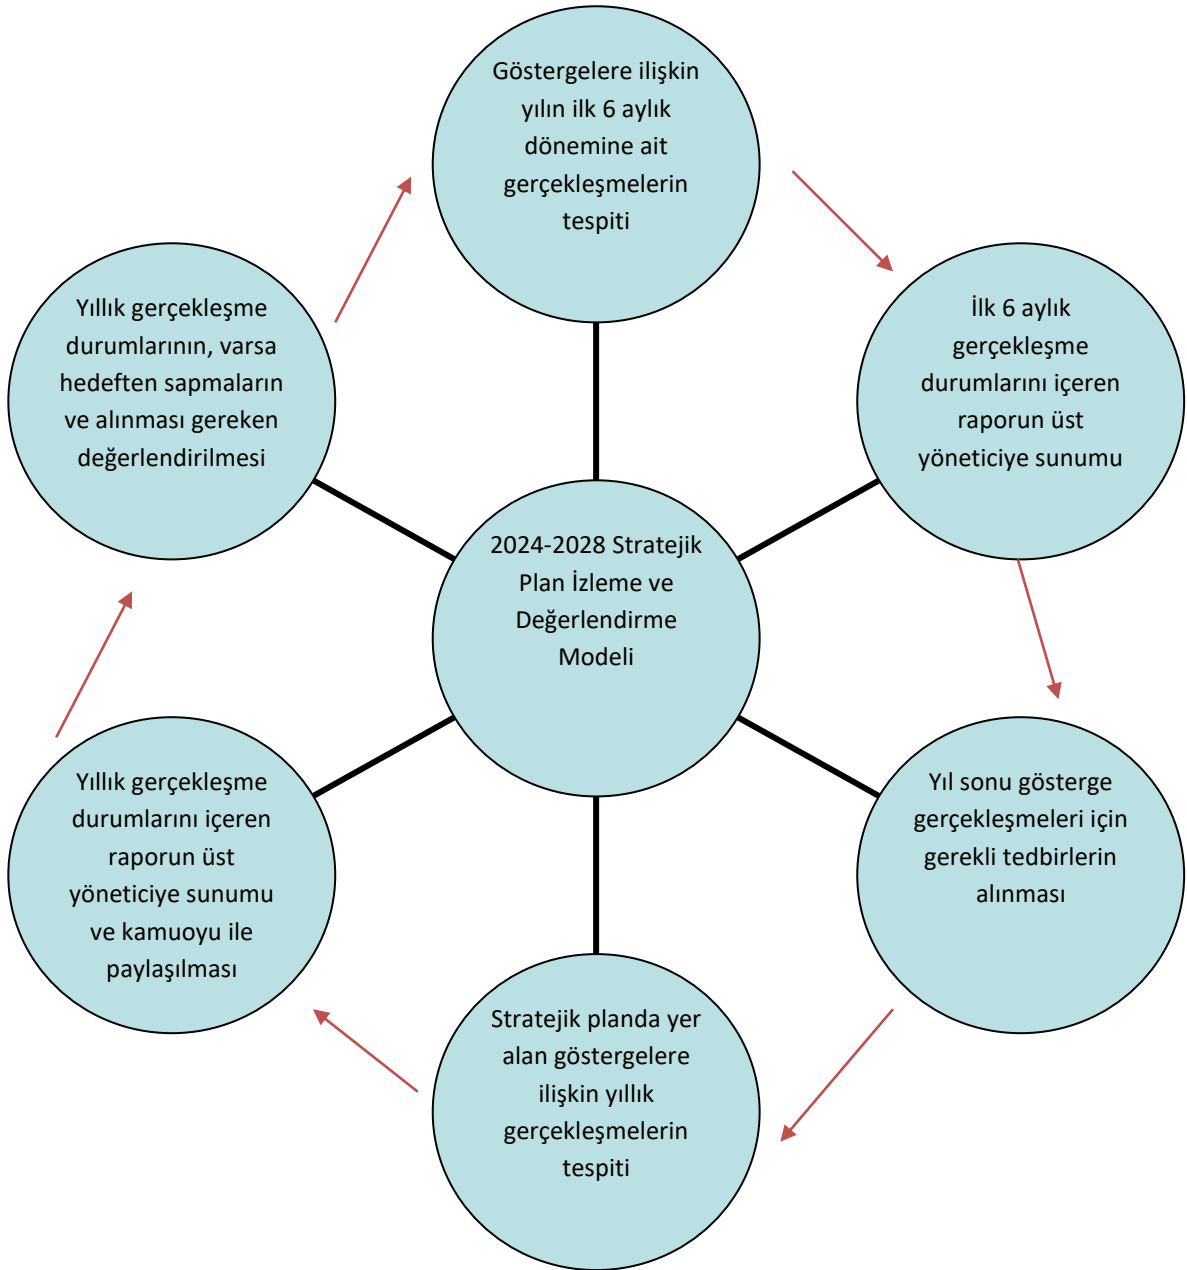 Göstergelere ilişkin
yılın ilk 6 aylık
dönemine ait
gerçekleşmelerin
tespiti
İlk 6 aylık
gerçekleşme
durumlarını içeren
raporun üst
yöneticiye sunumu
Yıl sonu gösterge
gerçekleşmeleri için
gerekli tedbirlerin
alınması
Stratejik planda yer
alan göstergelere
ilişkin yıllık
gerçekleşmelerin
tespiti
Yıllık gerçekleşme
durumlarını içeren
raporun üst
yöneticiye sunumu
ve kamuoyu ile
paylaşılması
Yıllık gerçekleşme
durumlarının, varsa
hedeften sapmaların
ve alınması gereken
değerlendirilmesi
2024-2028 Stratejik
Plan İzleme ve
Değerlendirme
Modeli